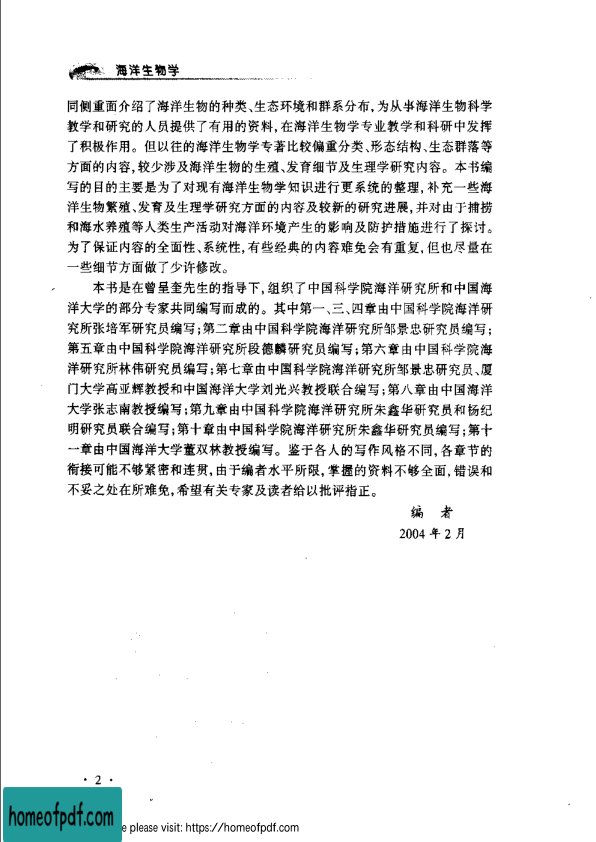 海洋生物学
同侧重面介绍了海洋生物的种类、生态环境和群系分布,为从事海洋生物科学
教学和研究的人员提供了有用的资料,在海洋生物学专业教学和科研中发挥
了积极作用。但以往的海洋生物学专著比较偏重分类、形态结构、生态群落等
方面的内容,较少涉及海洋生物的生殖、发育细节及生理学研究内容。本书编
写的目的主要是为了对现有海洋生物学知识进行更系统的整理,补充一些海
洋生物繁殖、发育及生理学研究方面的内容及较新的研究进展,并对由于捕捞
和海水养殖等人类生产活动对海洋环境产生的影响及防护措施进行了探讨。
为了保证内容的全面性、系统性,有些经典的内容难免会有重复,但也尽量在
一些细节方面做了少许修改。
本书是在曾呈奎先生的指导下,组织了中国科学院海洋研究所和中国海
洋大学的部分专家共同编写而成的。其中第一、三、四章由中国科学院海洋研
究所张培军研究员编写;第二章由中国科学院海洋研究所邹景忠研究员编写;
第五章由中国科学院海洋研究所段德麟研究员编写;第六章由中国科学院海
洋研究所林伟研究员编写;第七章由中国科学院海洋研究所邹景忠研究员、厦
门大学高亚辉教授和中国海洋大学刘光兴教授联合编写;第八章由中国海洋
大学张志南教授编写;第九章由中国科学院海洋研究所朱鑫华研究员和杨纪
明研究员联合编写;第十章由中国科学院海洋研究所朱鑫华研究员编写;第十
一章由中国海洋大学董双林教授编写。鉴于各人的写作风格不同,各章节的
衔接可能不够紧密和连贯,由于编者水平所限,掌握的资料不够全面,错误和
不妥之处在所难免,希望有关专家及读者给以批评指正。
编 者
2004 年 2 月
· 2 ·
homeofpdf.com
e please visit: https://homeofpdf.com